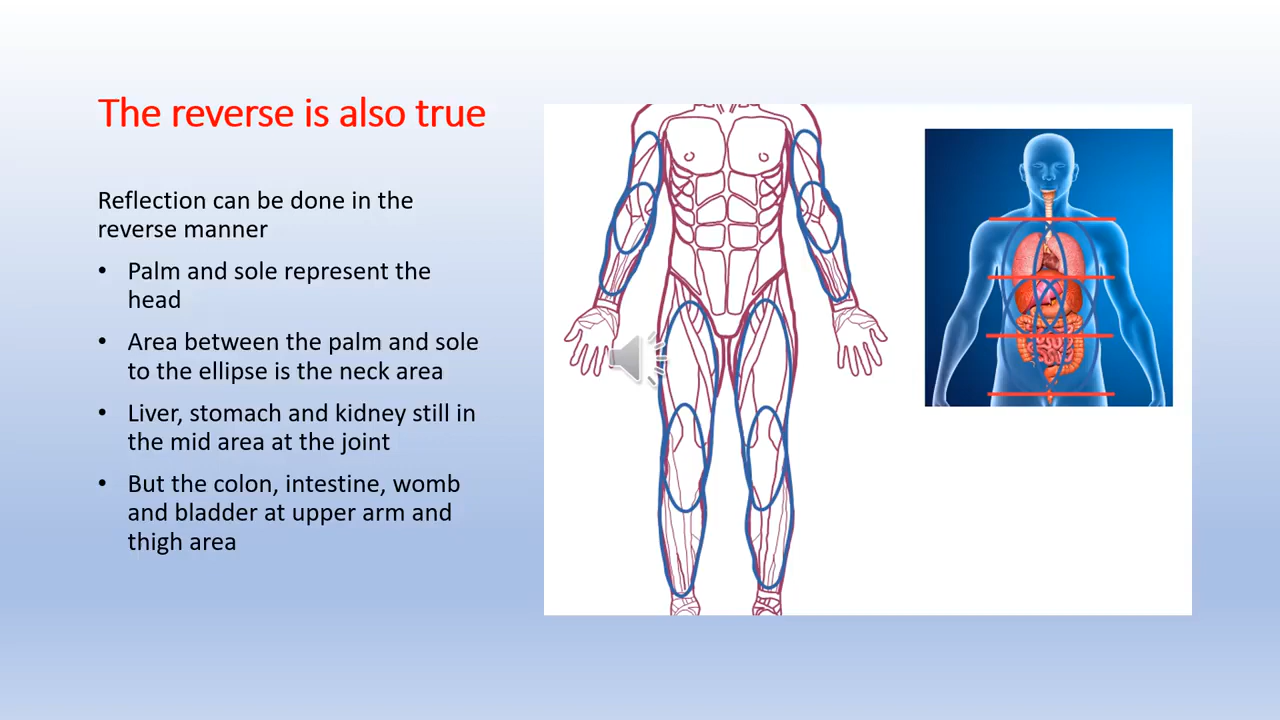 The reverse is also true
Reflection can be done in the
reverse manner
• Palm and sole represent the
head
• Area between the palm and sole
to the ellipse is the neck area
• Liver, stomach and kidney still in
the mid area at the joint
• But the colon, intestine, womb
and bladder at upper arm and
thigh area